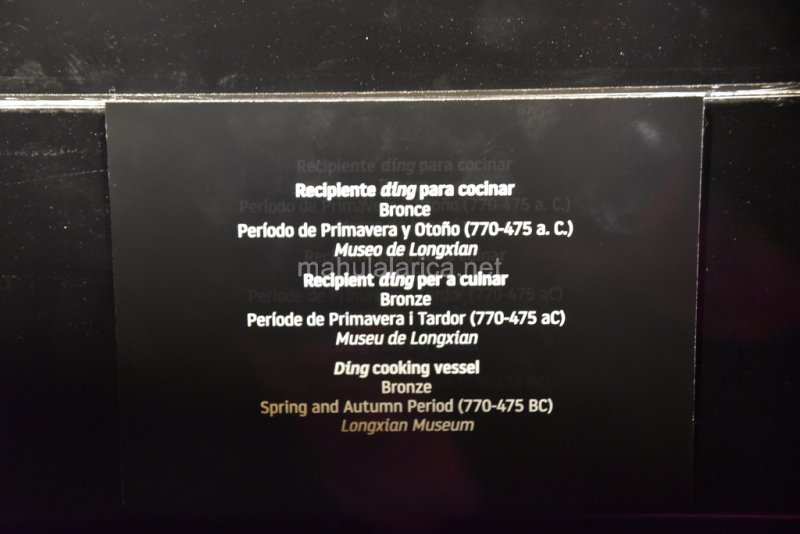 Recipiente ding para cocinar
Bronce
Período de Primavera y Otoño (770-475 a. C.)
Museo de Longxian
mahulalarica.net
Recipient ding per a cuinar
Bronze
Període de Primavera i Tardor (770-475 aC)
Museu de Longxian
Ding cooking vessel
Bronze
Spring and Autumn Period (770-475 BC)
Longxian Museum